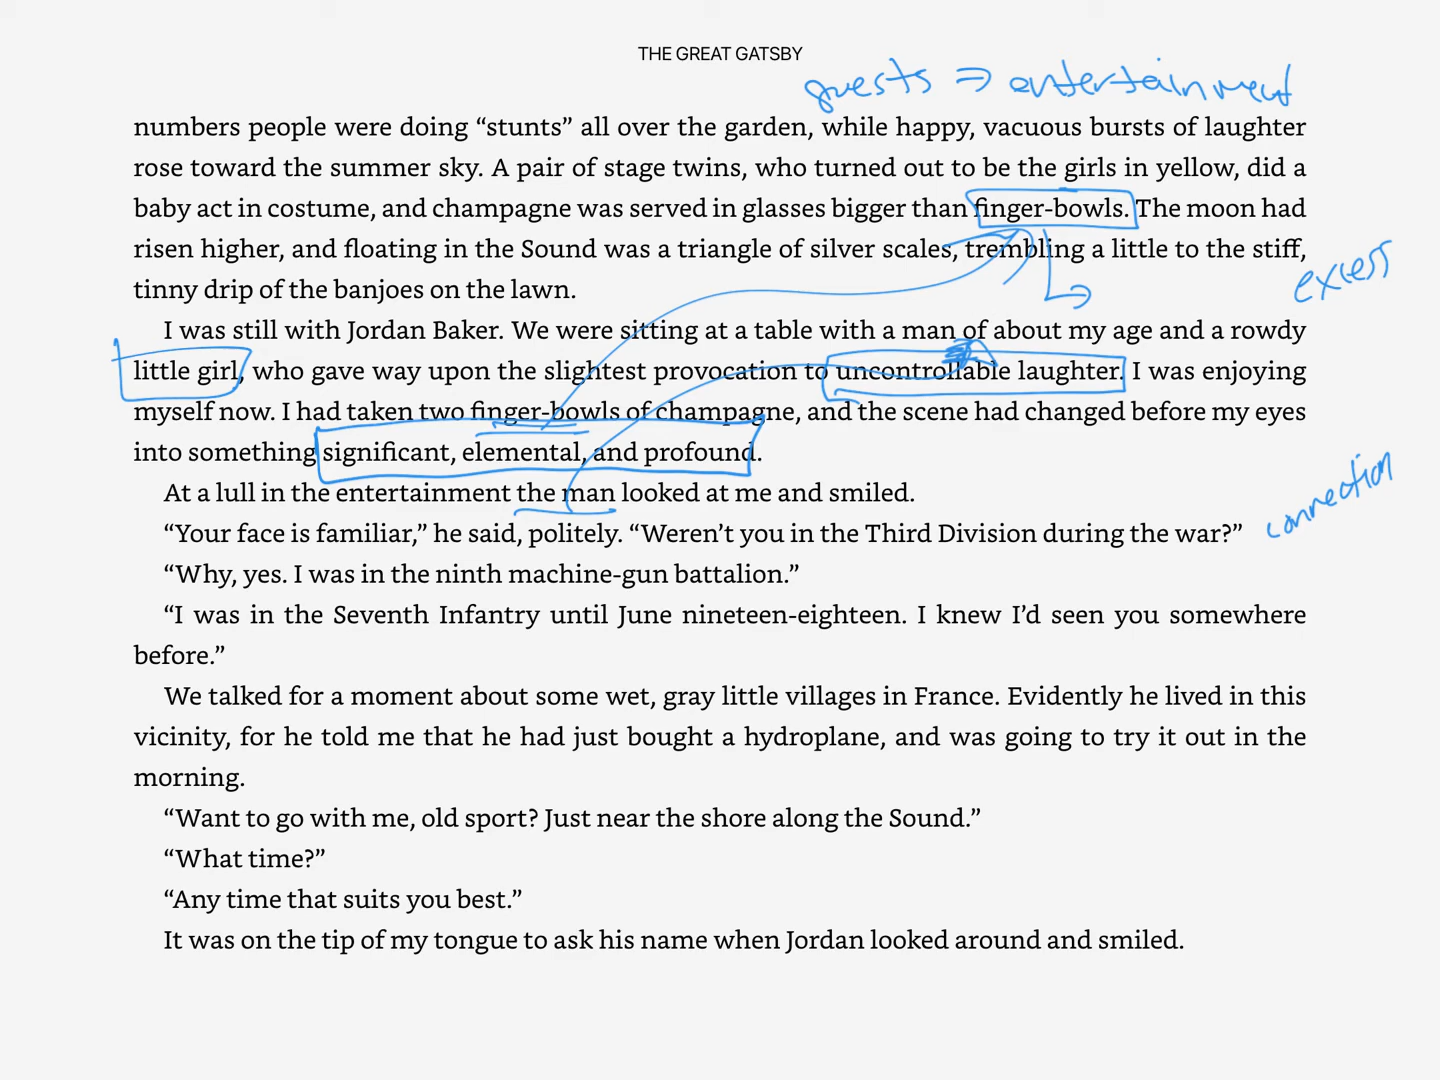 THE GREAT GATSBY
guests ⇒ entertainment
numbers people were doing “stunts” all over the garden, while happy, vacuous bursts of laughter
rose toward the summer sky. A pair of stage twins, who turned out to be the girls in yellow, did a
baby act in costume, and champagne was served in glasses bigger than finger-bowls. The moon had
risen higher, and floating in the Sound was a triangle of silver scales, trembling a little to the stiff,
excess
tinny drip of the banjoes on the lawn.
I was still with Jordan Baker. We were sitting at a table with a man of about my age and a rowdy
little girl, who gave way upon the slightest provocation to uncontrollable laughter. I was enjoying
myself now. I had taken two finger-bowls of champagne, and the scene had changed before my eyes
into something significant, elemental, and profound.
At a lull in the entertainment the man looked at me and smiled.
connection
“Your face is familiar,” he said, politely. “Weren’t you in the Third Division during the war?”
“Why, yes. I was in the ninth machine-gun battalion.”
“I was in the Seventh Infantry until June nineteen-eighteen. I knew I’d seen you somewhere
before.”
We talked for a moment about some wet, gray little villages in France. Evidently he lived in this
vicinity, for he told me that he had just bought a hydroplane, and was going to try it out in the
morning.
“Want to go with me, old sport? Just near the shore along the Sound.”
“What time?”
“Any time that suits you best.”
It was on the tip of my tongue to ask his name when Jordan looked around and smiled.